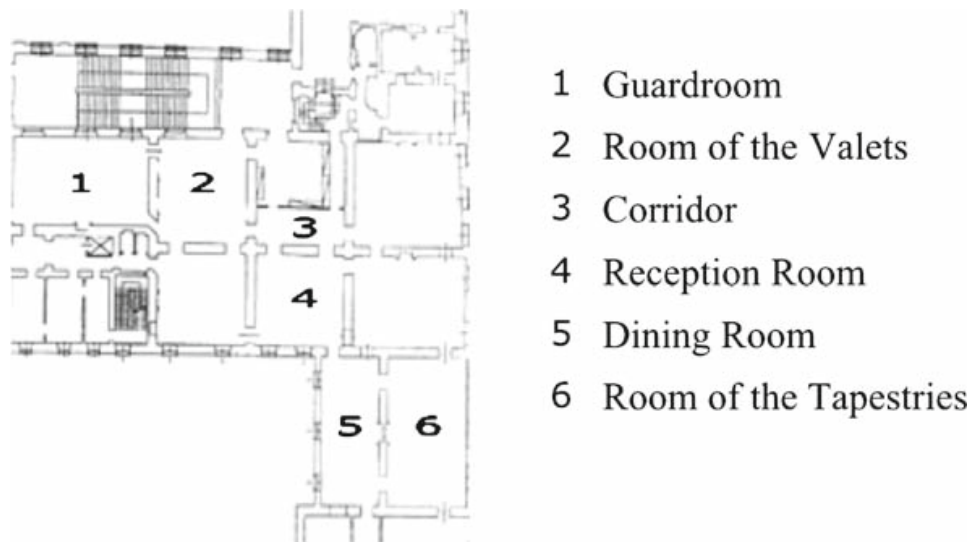 1
2
3
4
5
6
1 Guardroom
2 Room of the Valets
3 Corridor
4 Reception Room
5 Dining Room
6 Room of the Tapestries